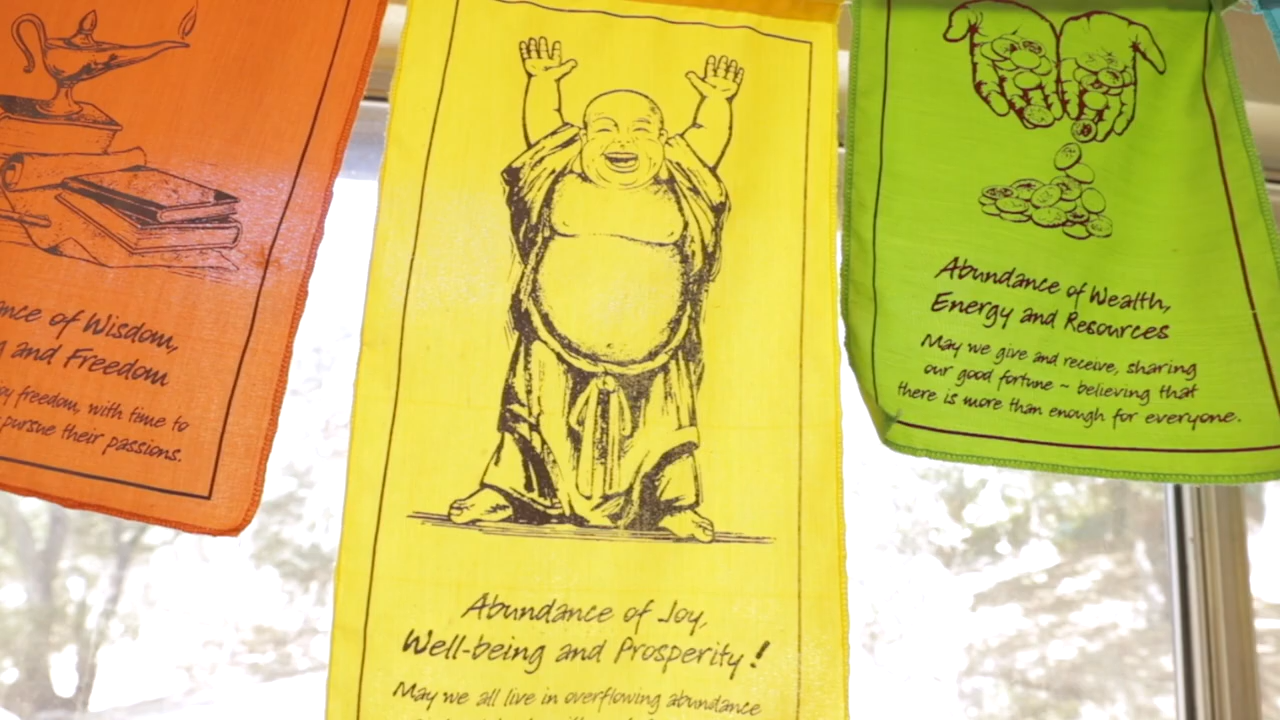 of Wisdom,
and Freedom
freedom, with time to
pursue their passions.
Abundance of Joy,
Well-being and Prosperity!
May we all live in overflowing abundance
Abundance of Wealth,
Energy and Resources
May we give and receive, sharing
our good fortune ~ believing that
there is more than enough for everyone.